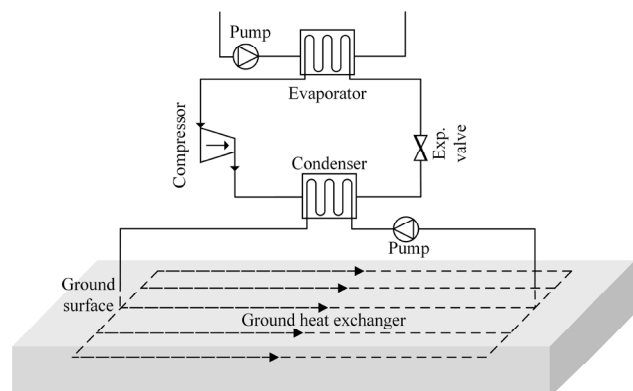 Pump
Evaporator
Compressor
Exp.
valve
Condenser
Pump
Ground
surface
Ground heat exchanger